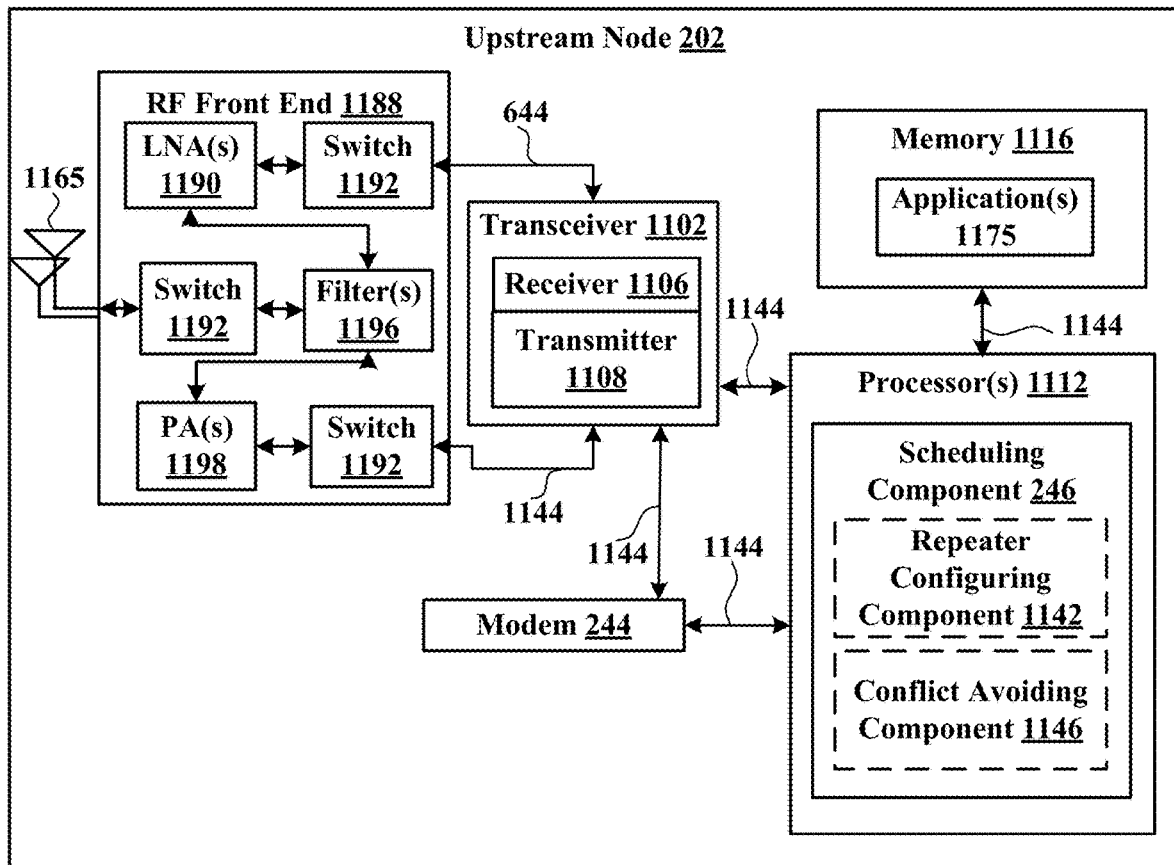 Upstream Node 202
RF Front End 1188
LNA(s)
1190
Switch
1192
644
1165
Switch
1192
Filter(s)
1196
PA(s)
1198
Switch
1192
1144
Transceiver 1102
Receiver 1106
Transmitter
1108
1144
1144
1144
Modem 244
Memory 1116
Application(s)
1175
1144
Processor(s) 1112
Scheduling
Component 246
Repeater
Configuring
Component 1142
Conflict Avoiding
Component 1146